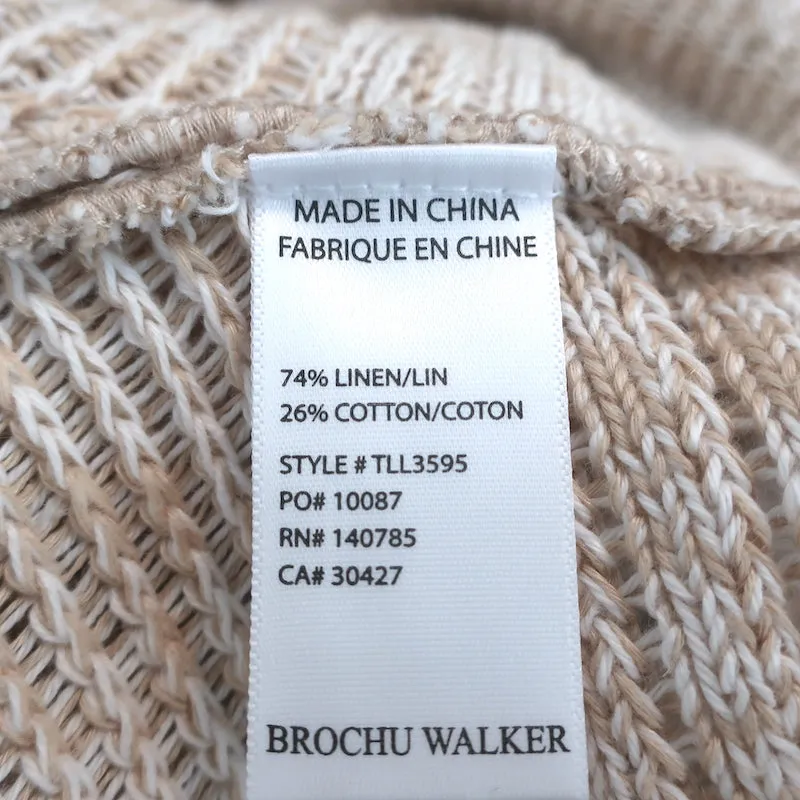 MADE IN CHINA
FABRIQUE EN CHINE
74% LINEN/LIN
26% COTTON/COTON
STYLE # TLL3595
PO# 10087
RN# 140785
CA# 30427
BROCHU WALKER